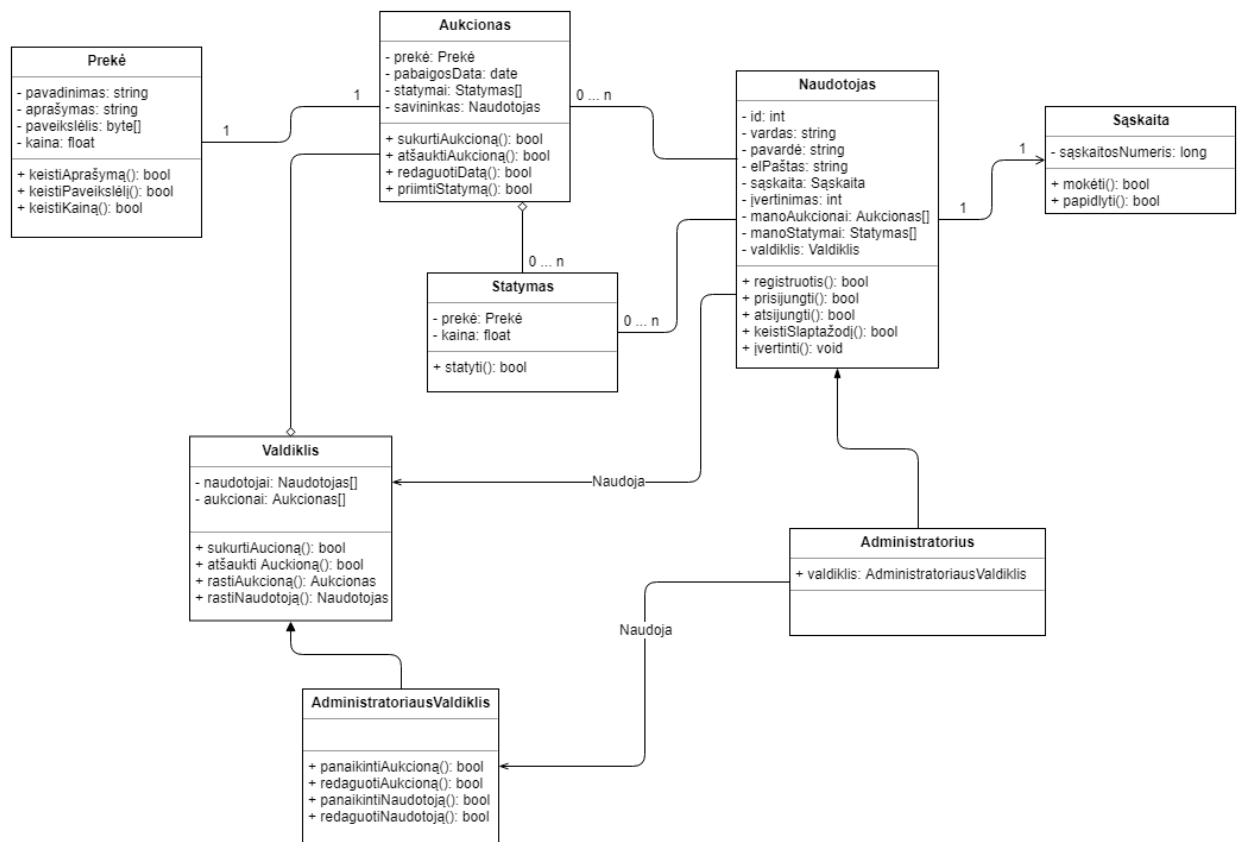 Prekė
- pavadinimas: string
- aprašymas: string
- paveikslėlis: byte[]
- kaina: float
+ keistiAprašymą(): bool
+ keistiPaveikslėlį(): bool
+ keistiKainą(): bool
1
1
Aukcionas
- prekė: Prekė
- pabaigosData: date
- statymai: Statymas[]
- savininkas: Naudotojas
+ sukurtiAukcioną(): bool
+ atšauktiAukcioną(): bool
+ redaguotiDatą(): bool
+ priimtiStatymą(): bool
0 ... n
0 ... n
Statymas
- prekė: Prekė
- kaina: float
+ statyti(): bool
0 ... n
Naudotojas
- id: int
- vardas: string
- pavardė: string
- elPaštas: string
- sąskaita: Sąskaita
- įvertinimas: int
- manoAukcionai: Aukcionas[]
- manoStatymai: Statymas[]
- valdiklis: Valdiklis
+ registruotis(): bool
+ prisijungti(): bool
+ atsijungti(): bool
+ keistiSlaptažodį(): bool
+ įvertinti(): void
1
1
Sąskaita
- sąskaitosNumeris: long
+ mokėti(): bool
+ papidlyti(): bool
Valdiklis
- naudotojai: Naudotojas[]
- aukcionai: Aukcionas[]
+ sukurtiAucioną(): bool
+ atšaukti Auckioną(): bool
+ rastiAukcioną(): Aukcionas
+ rastiNaudotoją(): Naudotojas
Naudoja
Administratorius
+ valdiklis: AdministratoriausValdiklis
Naudoja
AdministratoriausValdiklis
+ panaikintiAukcioną(): bool
+ redaguotiAukcioną(): bool
+ panaikintiNaudotoją(): bool
+ redaguotiNaudotoją(): bool